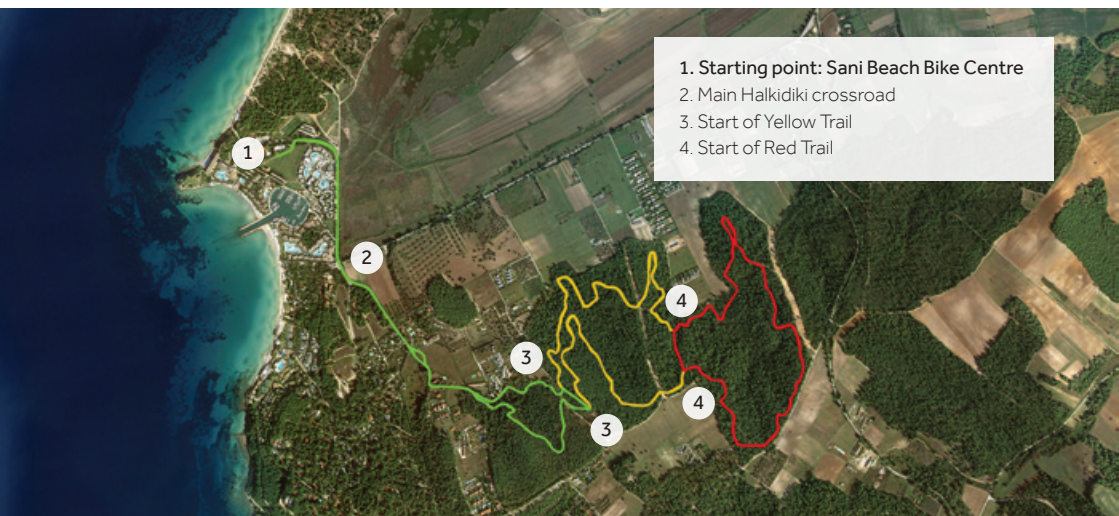 1. Starting point: Sani Beach Bike Centre
2. Main Halkidiki crossroad
3. Start of Yellow Trail
4. Start of Red Trail
1
2
4
3
4
3